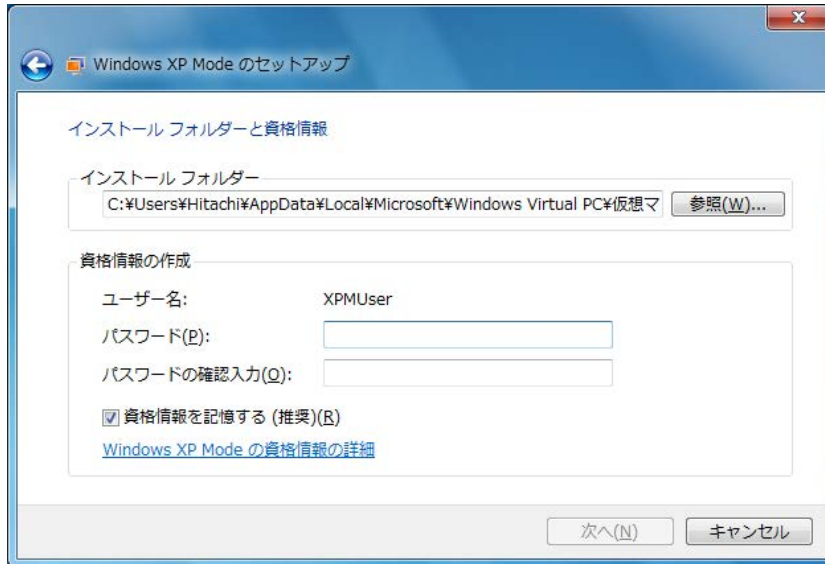 Windows XP Mode のセットアップ
インストール フォルダーと資格情報
インストール フォルダー
C:¥Users¥Hitachi¥AppData¥Local¥Microsoft¥Windows Virtual PC¥仮想マ 参照(W)...
資格情報の作成
ユーザー名: XPMUser
パスワード(P):
パスワードの確認入力(O):
資格情報を記憶する (推奨)(R)
Windows XP Mode の資格情報の詳細
次へ(N) キャンセル